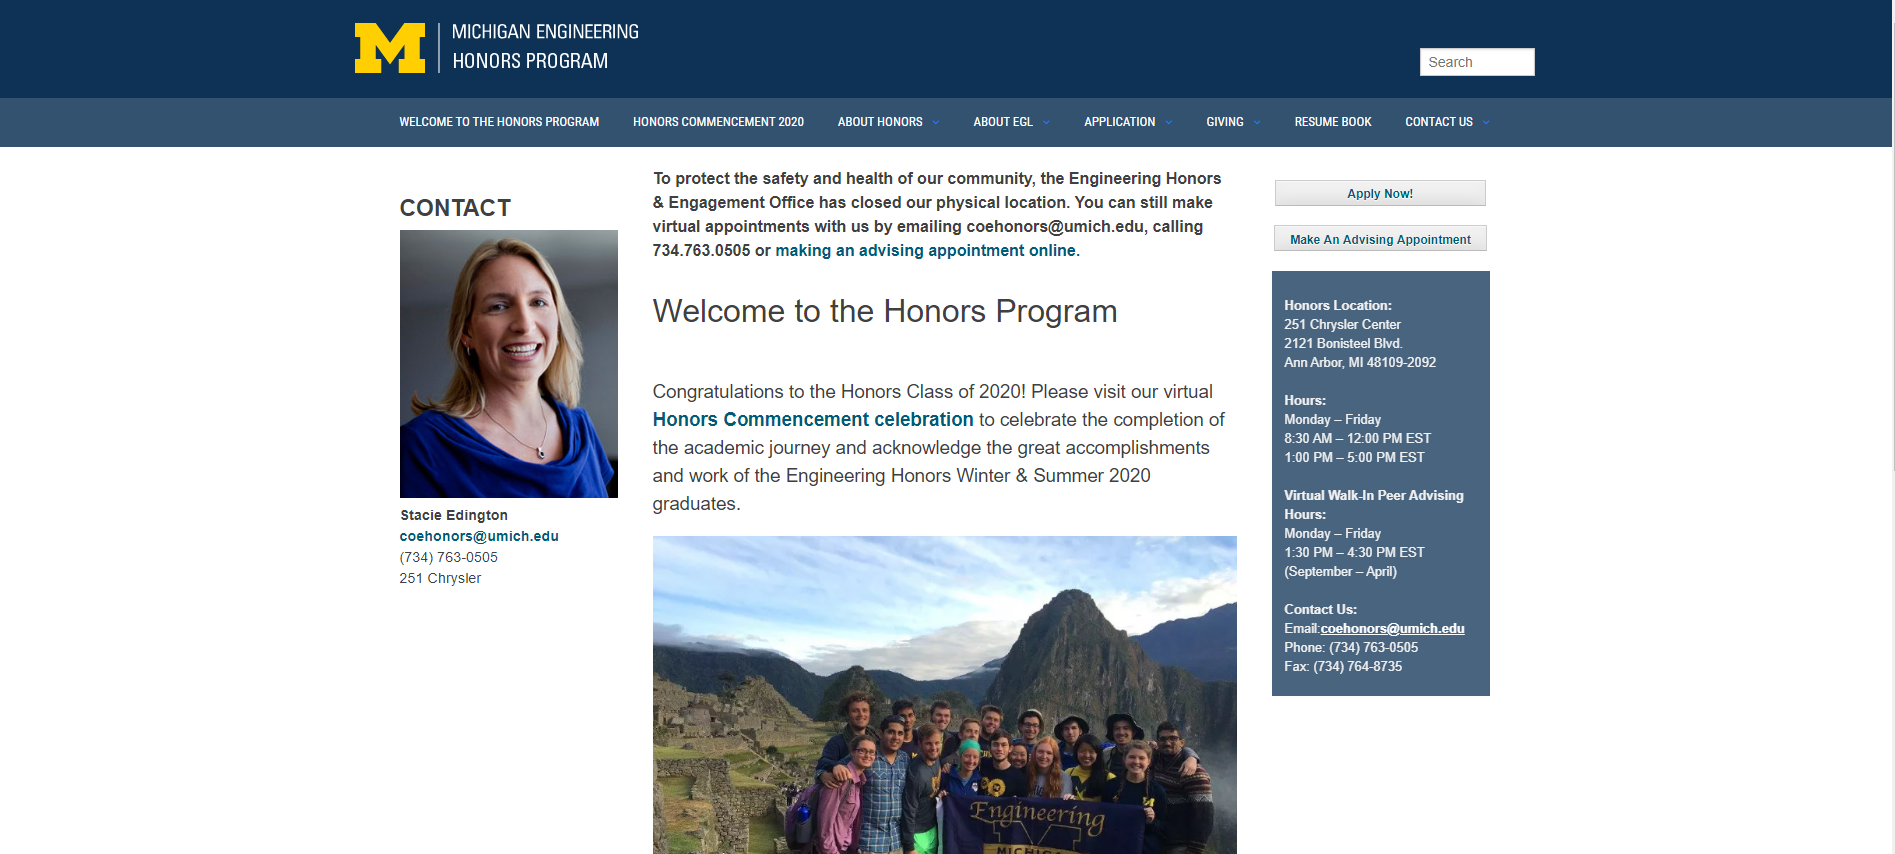 MICHIGAN ENGINEERING
HONORS PROGRAM
Search
WELCOME TO THE HONORS PROGRAM
HONORS COMMENCEMENT 2020
ABOUT HONORS
ABOUT EGL
APPLICATION
GIVING
RESUME BOOK
CONTACT US
CONTACT
Stacie Edington
coehonors@umich.edu
(734) 763-0505
251 Chrysler
To protect the safety and health of our community, the Engineering Honors
& Engagement Office has closed our physical location. You can still make
virtual appointments with us by emailing coehonors@umich.edu, calling
734.763.0505 or making an advising appointment online.
Welcome to the Honors Program
Congratulations to the Honors Class of 2020! Please visit our virtual
Honors Commencement celebration to celebrate the completion of
the academic journey and acknowledge the great accomplishments
and work of the Engineering Honors Winter & Summer 2020
graduates.
Engineering
MICHIGAN
Apply Now!
Make An Advising Appointment
Honors Location:
251 Chrysler Center
2121 Bonisteel Blvd.
Ann Arbor, MI 48109-2092
Hours:
Monday – Friday
8:30 AM – 12:00 PM EST
1:00 PM – 5:00 PM EST
Virtual Walk-In Peer Advising
Hours:
Monday – Friday
1:30 PM – 4:30 PM EST
(September – April)
Contact Us:
Email:coehonors@umich.edu
Phone: (734) 763-0505
Fax: (734) 764-8735